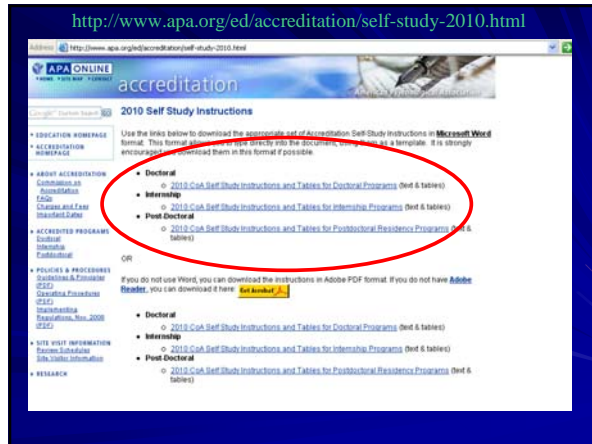 http://www.apa.org/ed/accreditation/self-study-2010.html
Address http://www.apa.org/ed/accreditation/self-study-2010.html
APA ONLINE
HOME SITE MAP CONTACT
accreditation
American Psychological Association
2010 Self Study Instructions
Use the links below to download the appropriate set of Accreditation Self-Study Instructions in Microsoft Word
format. This format allows to type directly into the document, using them as a template. It is strongly
encouraged you download them in this format if possible.
Doctoral
2010 CoA Self Study Instructions and Tables for Doctoral Programs (text & tables)
Internship
2010 CoA Self Study Instructions and Tables for Internship Programs (text & tables)
Post-Doctoral
2010 CoA Self Study Instructions and Tables for Postdoctoral Residency Programs (text &
tables)
OR
If you do not use Word, you can download the instructions in Adobe PDF format. If you do not have Adobe
Reader, you can download it here: Get Acrobat
Doctoral
2010 CoA Self Study Instructions and Tables for Doctoral Programs (text & tables)
Internship
2010 CoA Self Study Instructions and Tables for Internship Programs (text & tables)
Post-Doctoral
2010 CoA Self Study Instructions and Tables for Postdoctoral Residency Programs (text &
tables)
EDUCATION HOMEPAGE
ACCREDITATION
HOMEPAGE
ABOUT ACCREDITATION
Commission on
Accreditation
FAQs
Charges and Fees
Important Dates
ACCREDITED PROGRAMS
Doctoral
Internship
Postdoctoral
POLICIES & PROCEDURES
Guidelines & Principles
(PDF)
Operating Procedures
(PDF)
Implementing
Regulations, Nov. 2008
(PDF)
SITE VISIT INFORMATION
Review Schedules
Site Visitor Information
RESEARCH